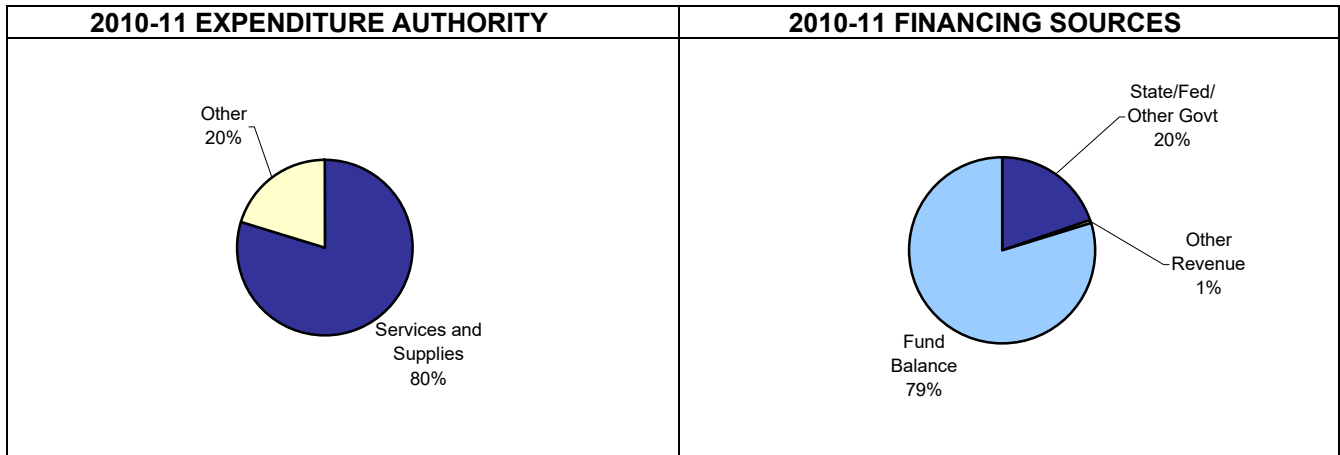 2010-11 EXPENDITURE AUTHORITY
Other
20%
Services and
Supplies
80%
2010-11 FINANCING SOURCES
State/Fed/
Other Govt
20%
Other
Revenue
1%
Fund
Balance
79%